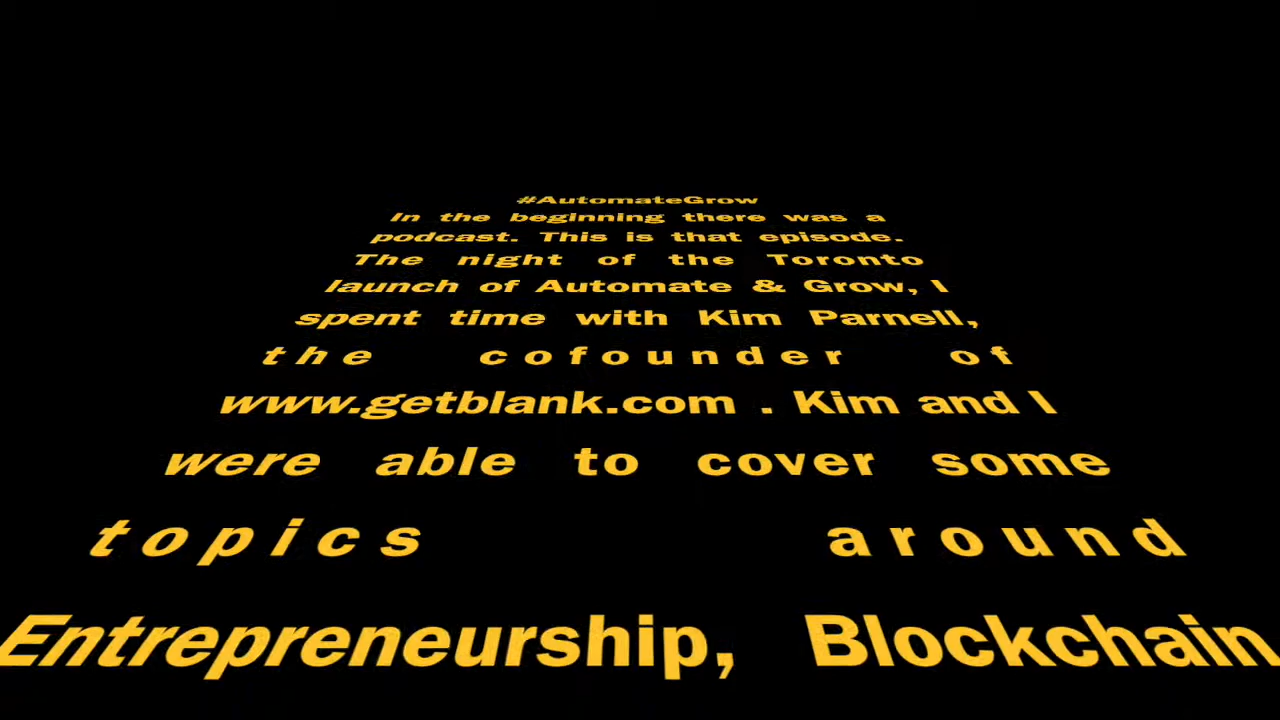 #AutomateGrow
In the beginning there was a
podcast. This is that episode.
The night of the Toronto
launch of Automate & Grow, I
spent time with Kim Parnell,
the cofounder of
www.getblank.com . Kim and I
were able to cover some
topics around
Entrepreneurship, Blockchain